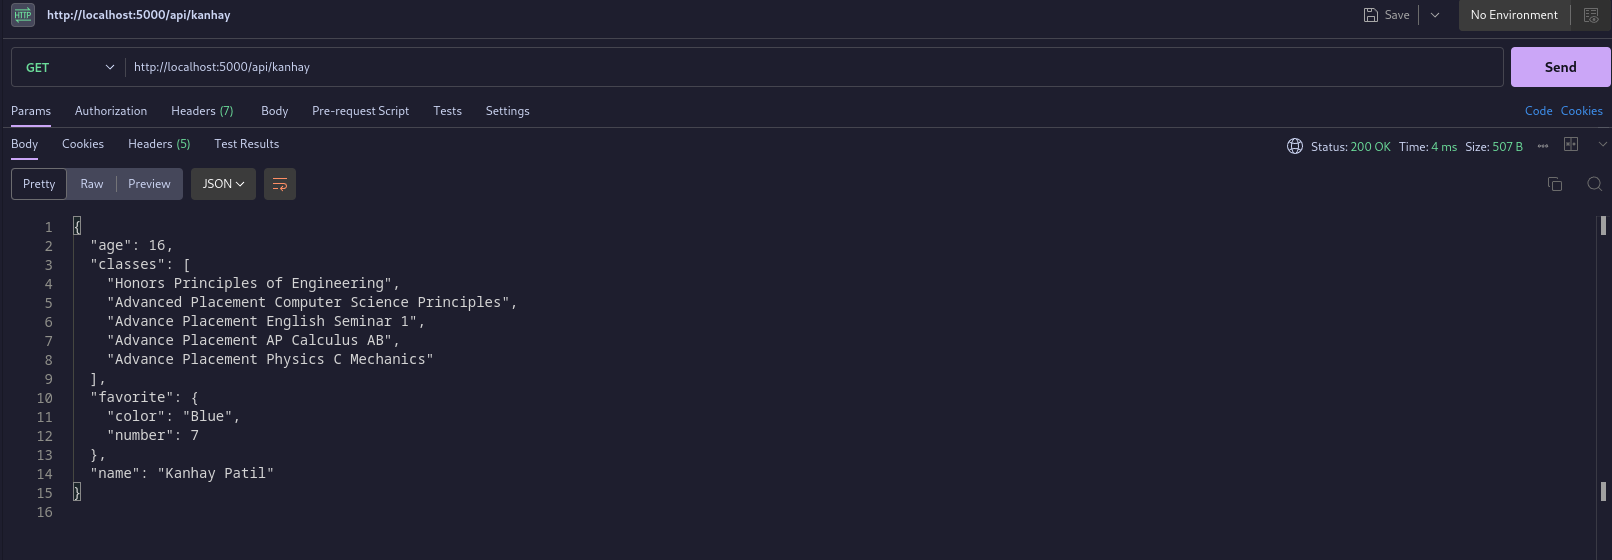 HTTP http://localhost:5000/api/kanhay Save No Environment
GET http://localhost:5000/api/kanhay Send
Params Authorization Headers (7) Body Pre-request Script Tests Settings Code Cookies
Body Cookies Headers (5) Test Results Status: 200 OK Time: 4 ms Size: 507 B
Pretty Raw Preview JSON
1 {
2 "age": 16,
3 "classes": [
4 "Honors Principles of Engineering",
5 "Advanced Placement Computer Science Principles",
6 "Advance Placement English Seminar 1",
7 "Advance Placement AP Calculus AB",
8 "Advance Placement Physics C Mechanics"
9 ],
10 "favorite": {
11 "color": "Blue",
12 "number": 7
13 },
14 "name": "Kanhay Patil"
15 }
16